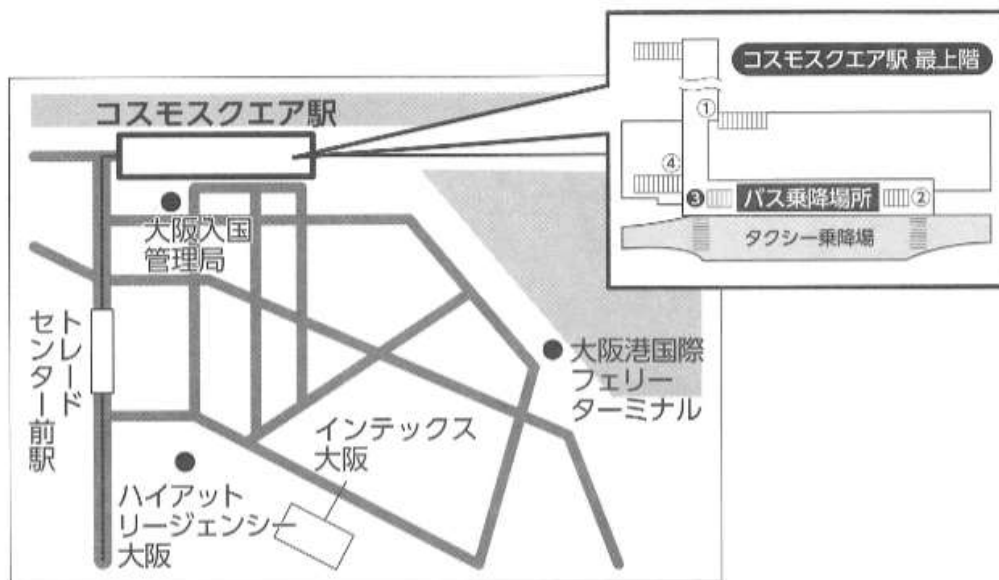 コスモスクエア駅 最上階
①
④
❸
バス乗降場所
②
タクシー乗降場
コスモスクエア駅
大阪入国
管理局
トレード
センター前駅
大阪港国際
フェリー
ターミナル
インテックス
大阪
ハイアット
リージェンシー
大阪